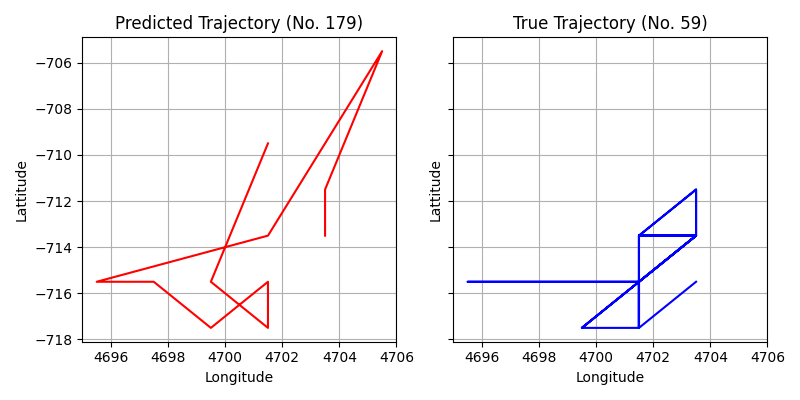 Predicted Trajectory (No. 179)
True Trajectory (No. 59)
Lattitude
−706
−708
−710
−712
−714
−716
−718
4696 4698 4700 4702 4704 4706
Longitude
Lattitude
4696 4698 4700 4702 4704 4706
Longitude